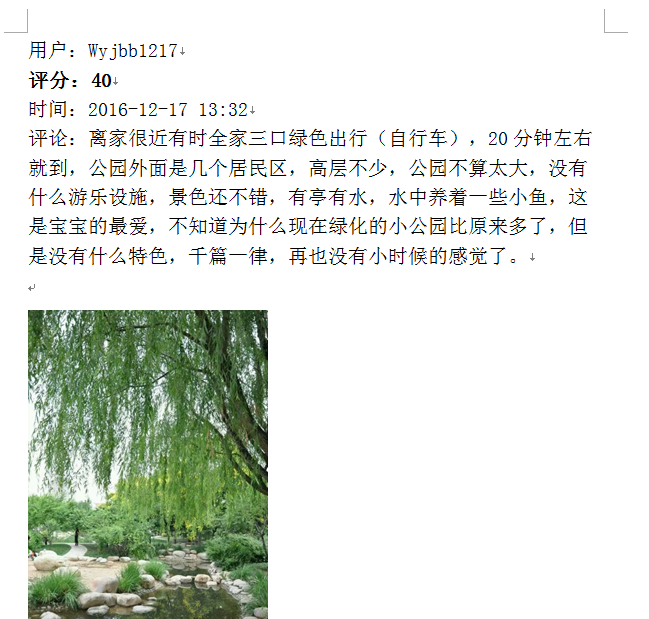 用户：Wyjbb1217
评分：40
时间：2016-12-17 13:32
评论：离家很近有时全家三口绿色出行（自行车），20 分钟左右
就到，公园外面是几个居民区，高层不少，公园不算太大，没有
什么游乐设施，景色还不错，有亭有水，水中养着一些小鱼，这
是宝宝的最爱，不知道为什么现在绿化的小公园比原来多了，但
是没有什么特色，千篇一律，再也没有小时候的感觉了。